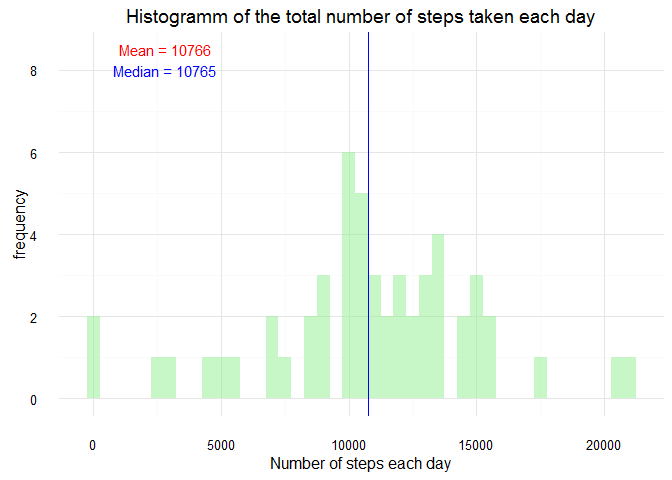 Histogramm of the total number of steps taken each day
Mean = 10766
Median = 10765
8
6
4
2
0
frequency
0 5000 10000 15000 20000
Number of steps each day